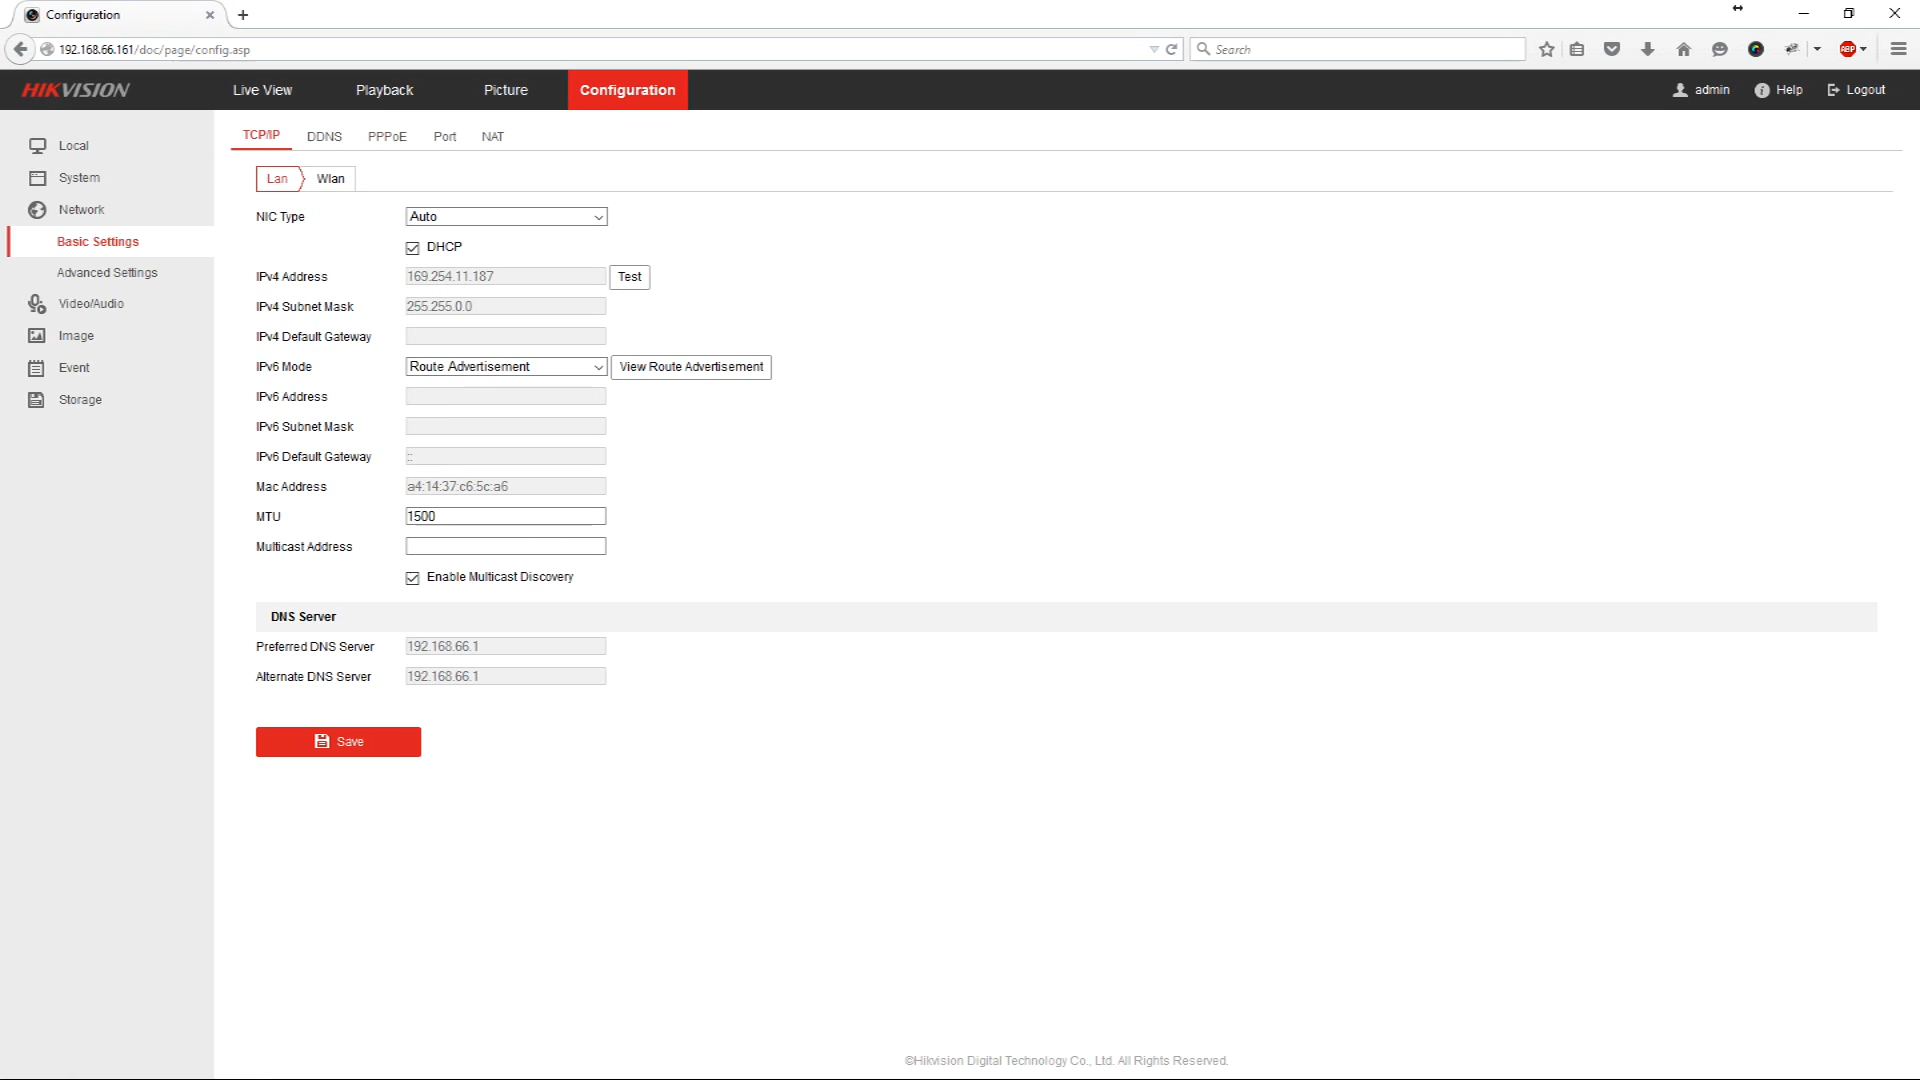 Configuration
192.168.66.161/doc/page/config.asp
Search
ABP
HIKVISION
Live View Playback Picture Configuration
admin Help Logout
Local
System
Network
Basic Settings
Advanced Settings
Video/Audio
Image
Event
Storage
TCP/IP DDNS PPPoE Port NAT
Lan Wlan
NIC Type Auto
DHCP
IPv4 Address 169.254.11.187 Test
IPv4 Subnet Mask 255.255.0.0
IPv4 Default Gateway
IPv6 Mode Route Advertisement View Route Advertisement
IPv6 Address
IPv6 Subnet Mask
IPv6 Default Gateway ::
Mac Address a4:14:37:c6:5c:a6
MTU 1500
Multicast Address
Enable Multicast Discovery
DNS Server
Preferred DNS Server 192.168.66.1
Alternate DNS Server 192.168.66.1
Save
©Hikvision Digital Technology Co., Ltd. All Rights Reserved.